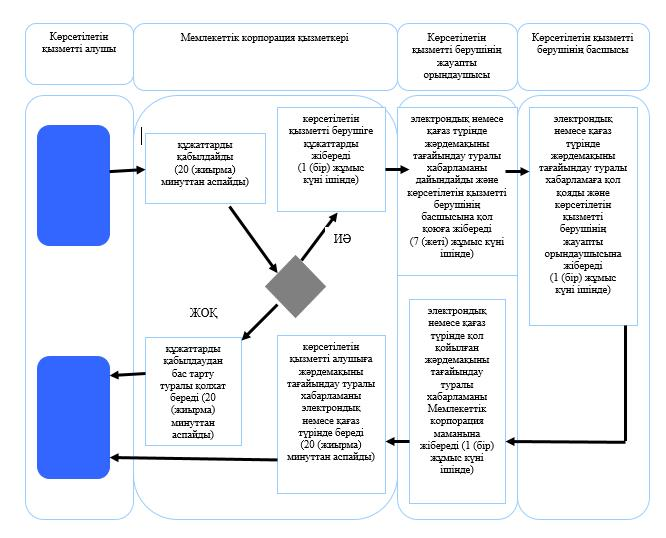 Көрсетілетін
қызметті алушы
Мемлекеттік корпорация қызметкері
Көрсетілетін
қызметті берушінің
жауапты
орындаушысы
Көрсетілетін қызметті
берушінің басшысы
құжаттарды
қабылдайды
(20 (жиырма)
минуттан аспайды)
көрсетілетін
қызметті берушіге
құжаттарды
жібереді
(1 (бір) жұмыс
күні ішінде)
электрондық немесе
қағаз түрінде
жәрдемақыны
тағайындау туралы
хабарламаны
дайындайды және
көрсетілетін қызметті
берушінің
басшысына қол
қоюға жібереді
(7 (жеті) жұмыс күні
ішінде)
электрондық
немесе қағаз
түрінде
жәрдемақыны
тағайындау туралы
хабарламаға қол
қояды және
көрсетілетін
қызметті
берушінің
жауапты
орындаушысына
жібереді
(1 (бір) жұмыс
күні ішінде)
ИӘ
ЖОҚ
құжаттарды
қабылдаудан
бас тарту
туралы қолхат
береді (20
(жиырма)
минуттан
аспайды)
көрсетілетін
қызметті алушыға
жәрдемақыны
тағайындау туралы
хабарламаны
электрондық
немесе қағаз
түрінде береді
(20 (жиырма)
минуттан аспайды)
электрондық
немесе қағаз
түрінде қол
қойылған
жәрдемақыны
тағайындау
туралы
хабарламаны
Мемлекеттік
корпорация
маманына
жібереді (1 (бір)
жұмыс күні
ішінде)